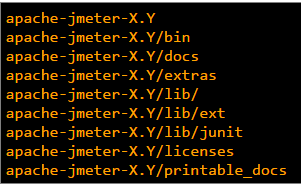 apache-jmeter-X.Y
apache-jmeter-X.Y/bin
apache-jmeter-X.Y/docs
apache-jmeter-X.Y/extras
apache-jmeter-X.Y/lib/
apache-jmeter-X.Y/lib/ext
apache-jmeter-X.Y/lib/junit
apache-jmeter-X.Y/licenses
apache-jmeter-X.Y/printable_docs